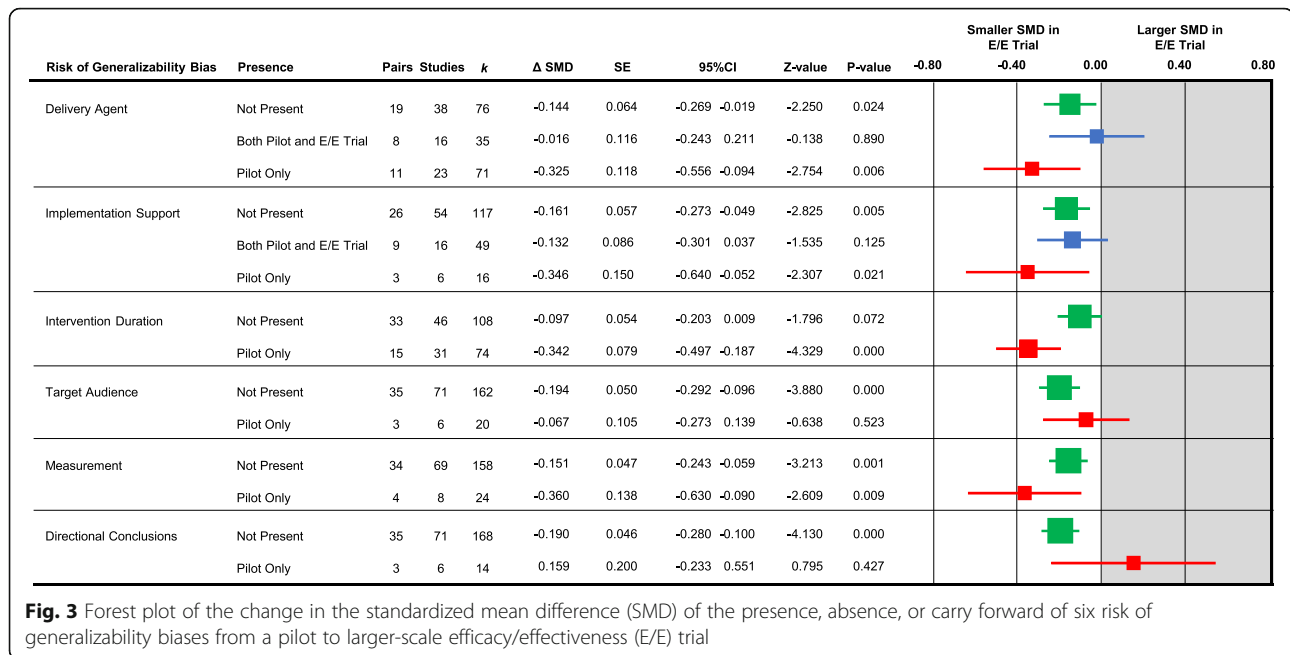 Smaller SMD in Larger SMD in
E/E Trial E/E Trial
Risk of Generalizability Bias Presence Pairs Studies k Δ SMD SE 95%CI Z-value P-value -0.80 -0.40 0.00 0.40 0.80
Delivery Agent Not Present 19 38 76 -0.144 0.064 -0.269 -0.019 -2.250 0.024
Both Pilot and E/E Trial 8 16 35 -0.016 0.116 -0.243 0.211 -0.138 0.890
Pilot Only 11 23 71 -0.325 0.118 -0.556 -0.094 -2.754 0.006
Implementation Support Not Present 26 54 117 -0.161 0.057 -0.273 -0.049 -2.825 0.005
Both Pilot and E/E Trial 9 16 49 -0.132 0.086 -0.301 0.037 -1.535 0.125
Pilot Only 3 6 16 -0.346 0.150 -0.640 -0.052 -2.307 0.021
Intervention Duration Not Present 33 46 108 -0.097 0.054 -0.203 0.009 -1.796 0.072
Pilot Only 15 31 74 -0.342 0.079 -0.497 -0.187 -4.329 0.000
Target Audience Not Present 35 71 162 -0.194 0.050 -0.292 -0.096 -3.880 0.000
Pilot Only 3 6 20 -0.067 0.105 -0.273 0.139 -0.638 0.523
Measurement Not Present 34 69 158 -0.151 0.047 -0.243 -0.059 -3.213 0.001
Pilot Only 4 8 24 -0.360 0.138 -0.630 -0.090 -2.609 0.009
Directional Conclusions Not Present 35 71 168 -0.190 0.046 -0.280 -0.100 -4.130 0.000
Pilot Only 3 6 14 0.159 0.200 -0.233 0.551 0.795 0.427
Fig. 3 Forest plot of the change in the standardized mean difference (SMD) of the presence, absence, or carry forward of six risk of
generalizability biases from a pilot to larger-scale efficacy/effectiveness (E/E) trial